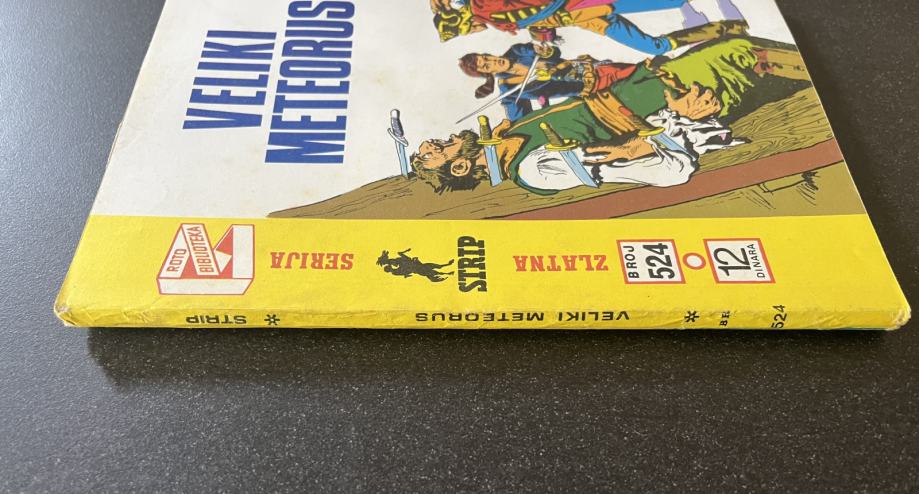 VELIKI
METEORUS
ROTO
BIBLIOTEKA
SERIJA
STRIP
ZLATNA
BROJ
524
12
DINARA
STRIP * VELIKI METEORUS * 524